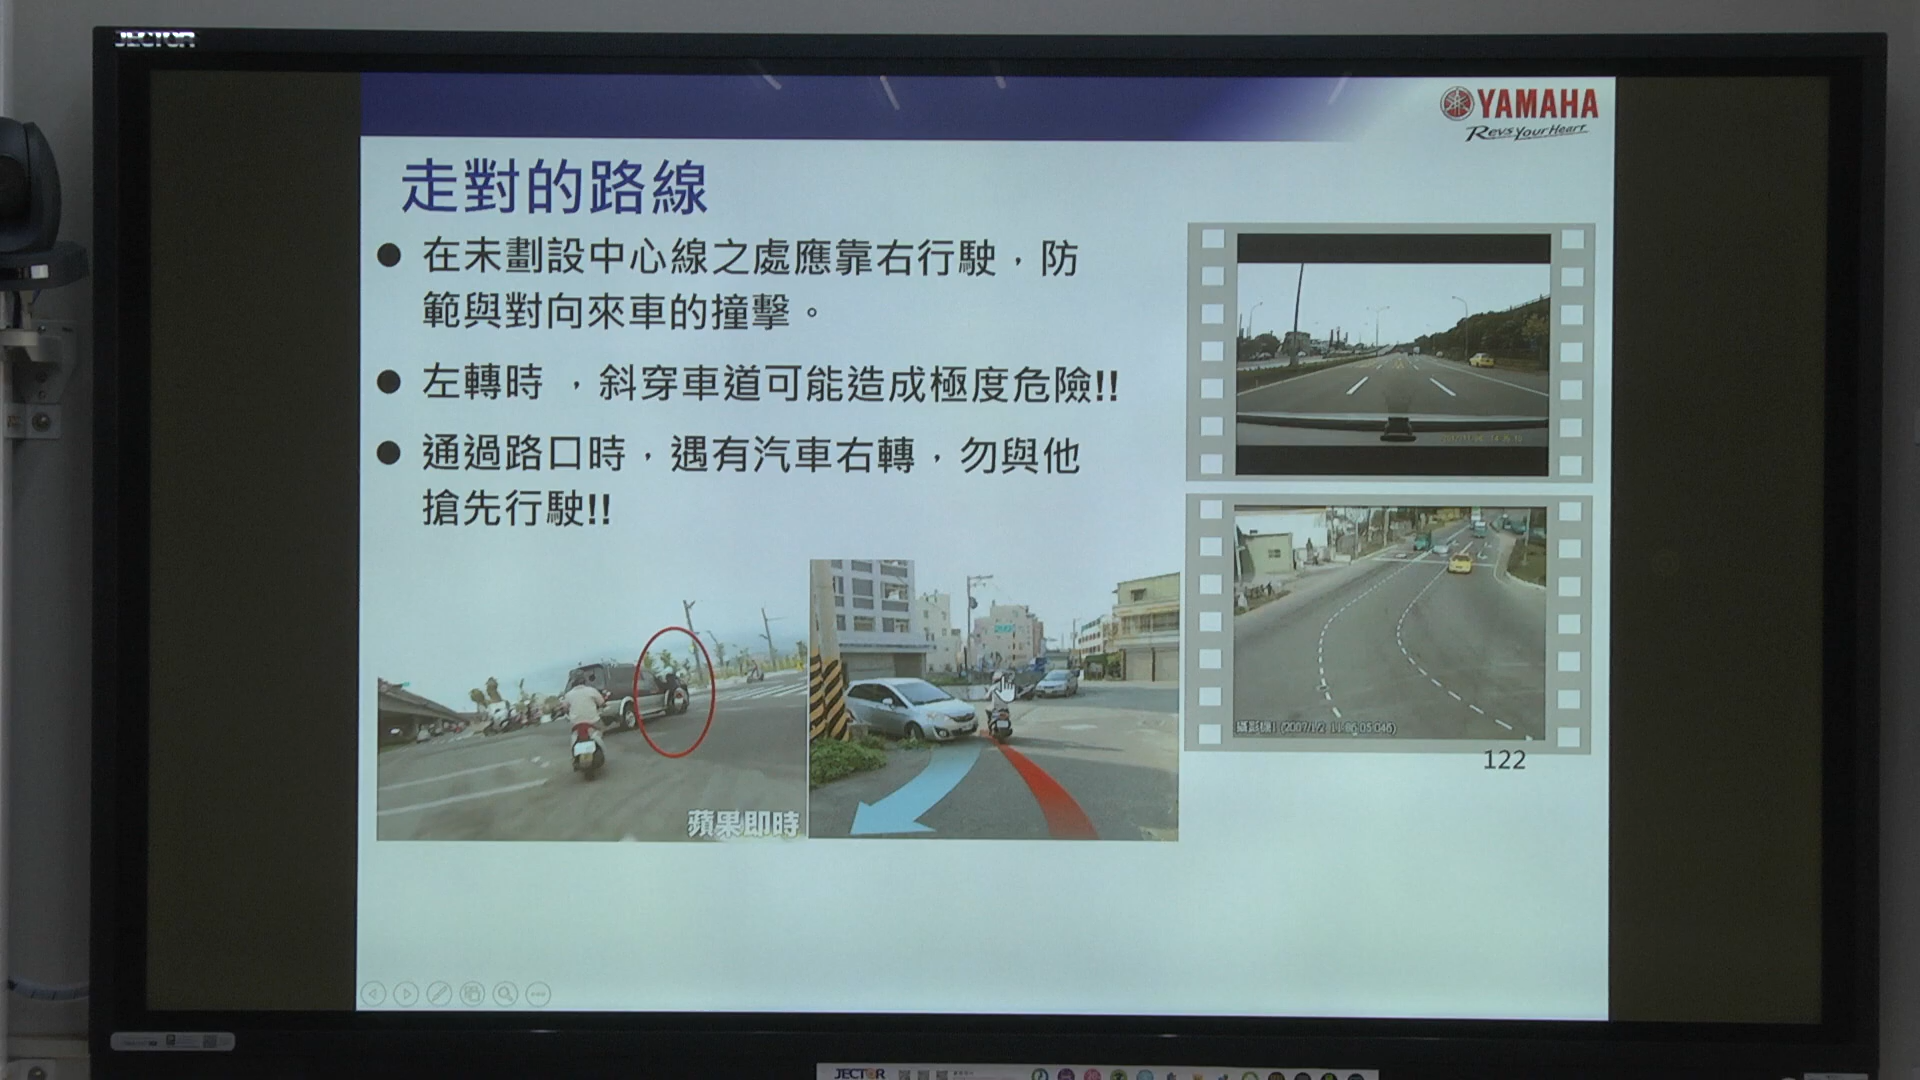 JECTOR
YAMAHA
Revs Your Heart
走對的路線
● 在未劃設中心線之處應靠右行駛，防
範與對向來車的撞擊。
● 左轉時 ，斜穿車道可能造成極度危險!!
● 通過路口時，遇有汽車右轉，勿與他
搶先行駛!!
蘋果即時
122
JECTOR